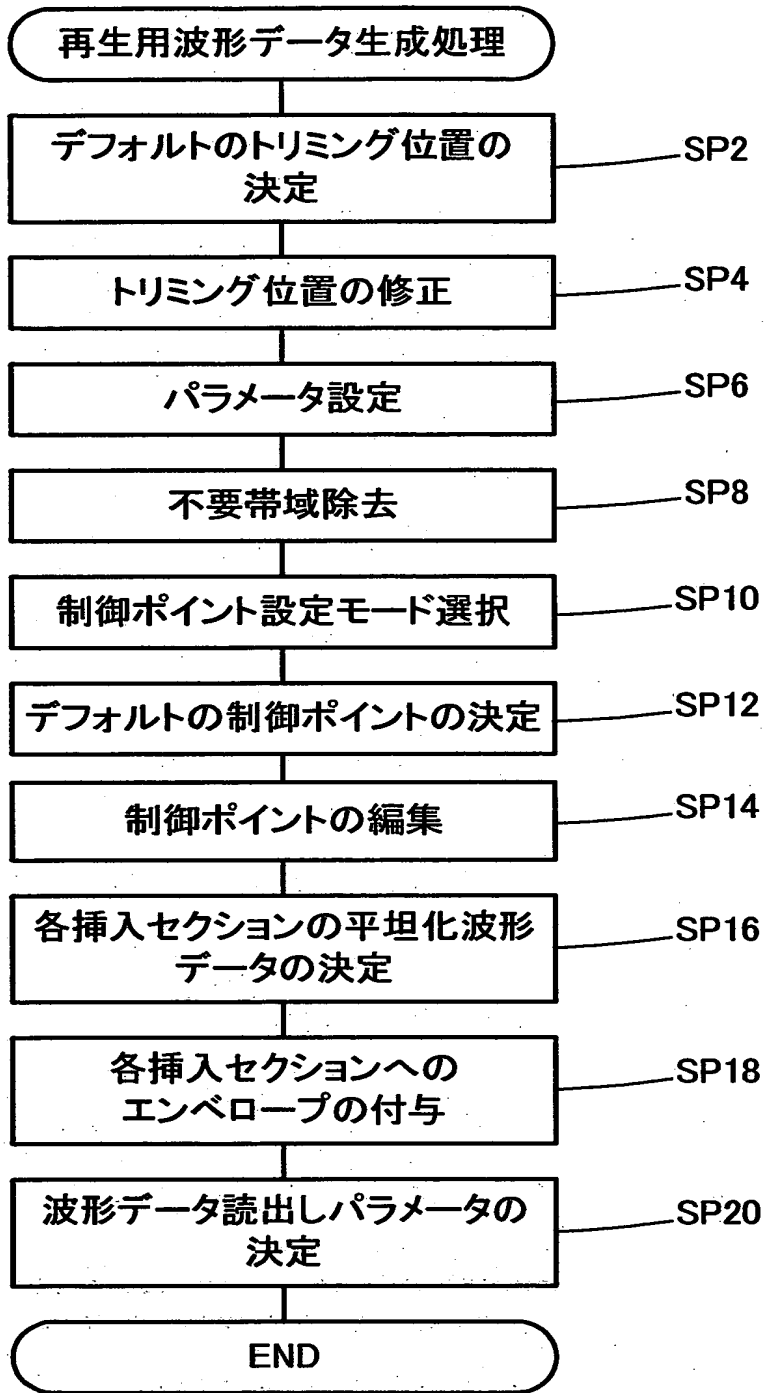 再生用波形データ生成処理
デフォルトのトリミング位置の
決定
SP2
トリミング位置の修正
SP4
パラメータ設定
SP6
不要帯域除去
SP8
制御ポイント設定モード選択
SP10
デフォルトの制御ポイントの決定
SP12
制御ポイントの編集
SP14
各挿入セクションの平坦化波形
データの決定
SP16
各挿入セクションへの
エンベロープの付与
SP18
波形データ読出しパラメータの
決定
SP20
END